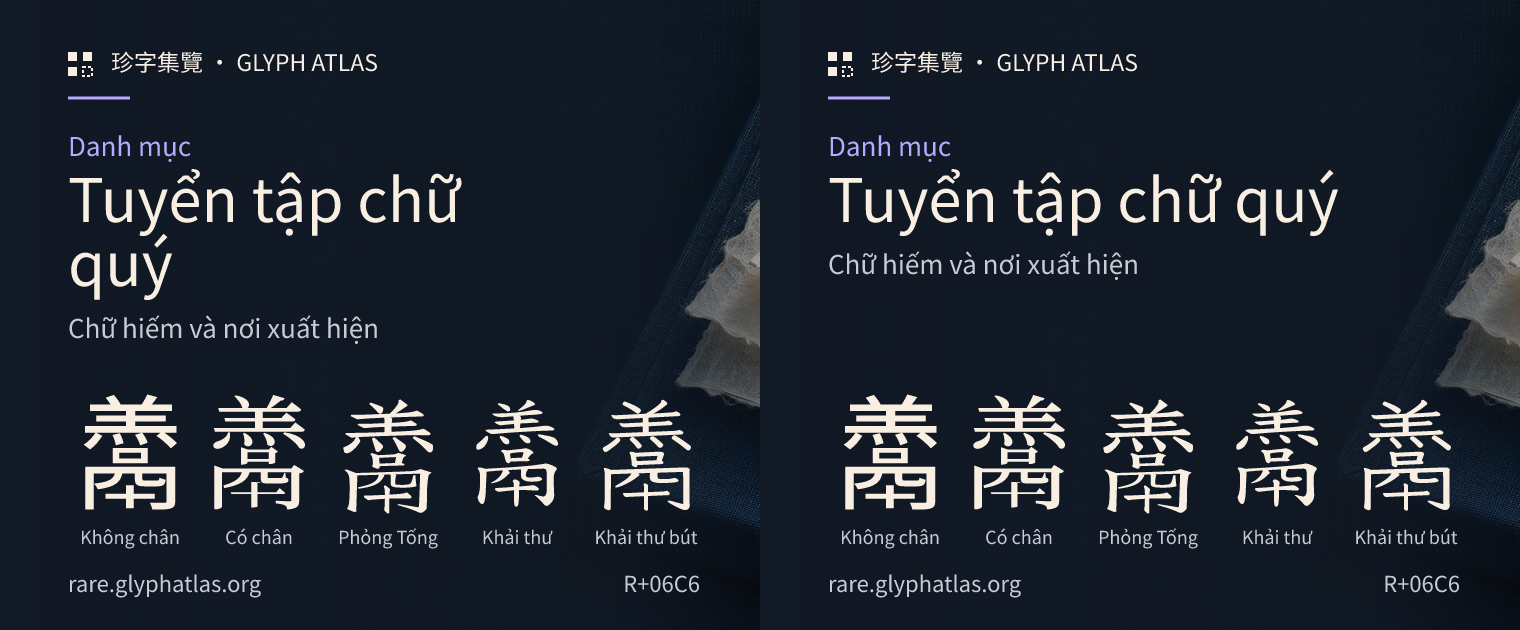 珍字集覽 · GLYPH ATLAS
Danh mục
Tuyển tập chữ
quý
Chữ hiếm và nơi xuất hiện
Không chân
Có chân
Phỏng Tống
Khải thư
Khải thư bút
rare.glyphatlas.org
R+06C6
珍字集覽 · GLYPH ATLAS
Danh mục
Tuyển tập chữ quý
Chữ hiếm và nơi xuất hiện
Không chân
Có chân
Phỏng Tống
Khải thư
Khải thư bút
rare.glyphatlas.org
R+06C6